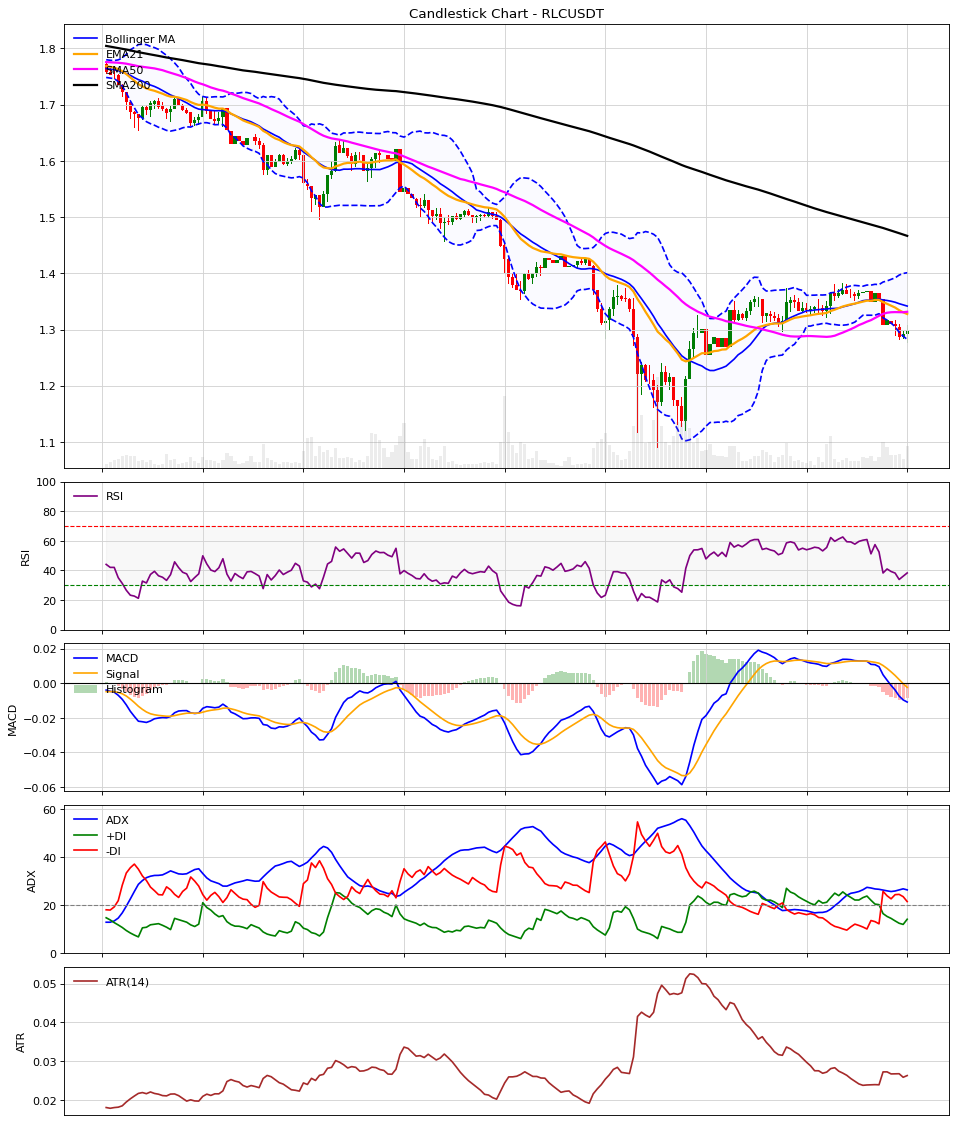 Candlestick Chart - RLCUSDT
Bollinger MA
EMA21
SMA50
SMA200
1.8
1.7
1.6
1.5
1.4
1.3
1.2
1.1
RSI
RSI
100
80
60
40
20
0
MACD
Signal
Histogram
MACD
0.02
0.00
−0.02
−0.04
−0.06
ADX
+DI
-DI
ADX
60
40
20
0
ATR(14)
ATR
0.05
0.04
0.03
0.02